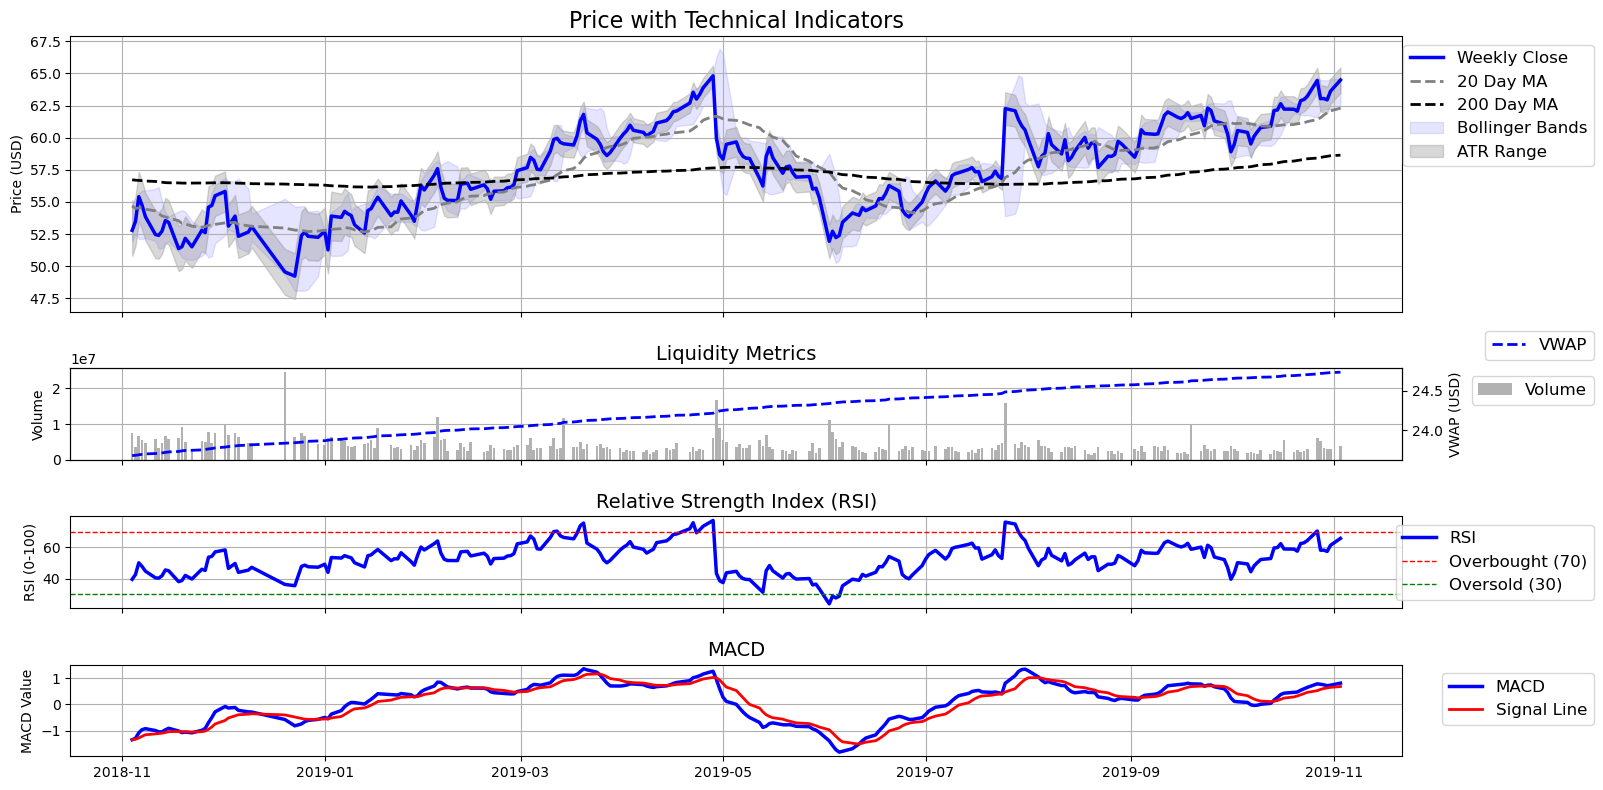 Price with Technical Indicators
Price (USD)
67.5
65.0
62.5
60.0
57.5
55.0
52.5
50.0
47.5
Weekly Close
20 Day MA
200 Day MA
Bollinger Bands
ATR Range
Liquidity Metrics
1e7
Volume
2
1
0
24.5
24.0
VWAP (USD)
VWAP
Volume
Relative Strength Index (RSI)
RSI (0-100)
60
40
RSI
Overbought (70)
Oversold (30)
MACD
MACD Value
1
0
−1
MACD
Signal Line
2018-11
2019-01
2019-03
2019-05
2019-07
2019-09
2019-11